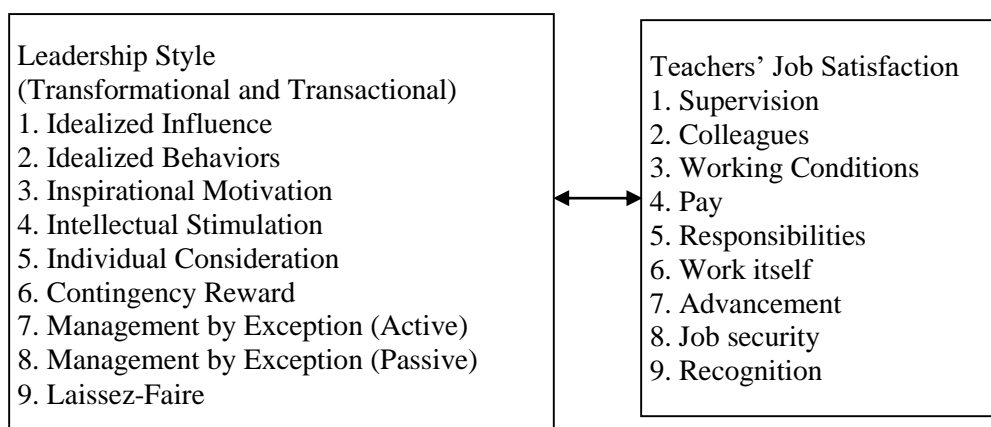 Leadership Style
(Transformational and Transactional)
1. Idealized Influence
2. Idealized Behaviors
3. Inspirational Motivation
4. Intellectual Stimulation
5. Individual Consideration
6. Contingency Reward
7. Management by Exception (Active)
8. Management by Exception (Passive)
9. Laissez-Faire
Teachers’ Job Satisfaction
1. Supervision
2. Colleagues
3. Working Conditions
4. Pay
5. Responsibilities
6. Work itself
7. Advancement
8. Job security
9. Recognition